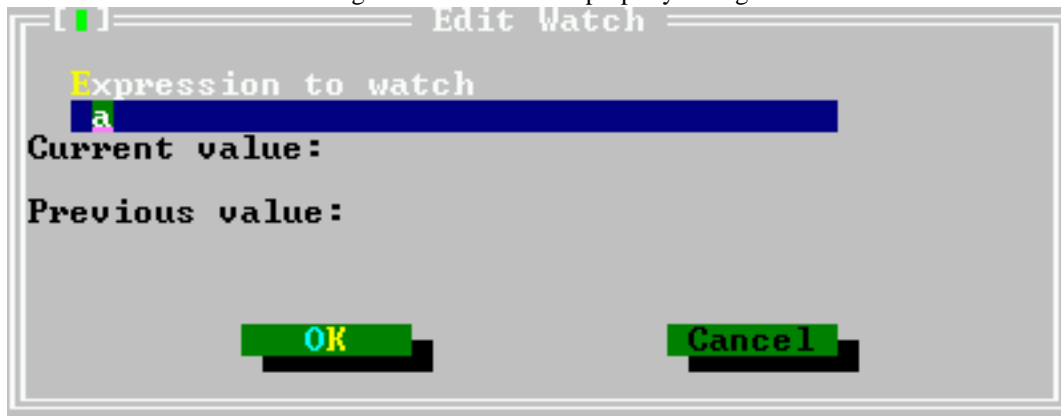 Edit Watch
Expression to watch
a
Current value:
Previous value:
OK Cancel